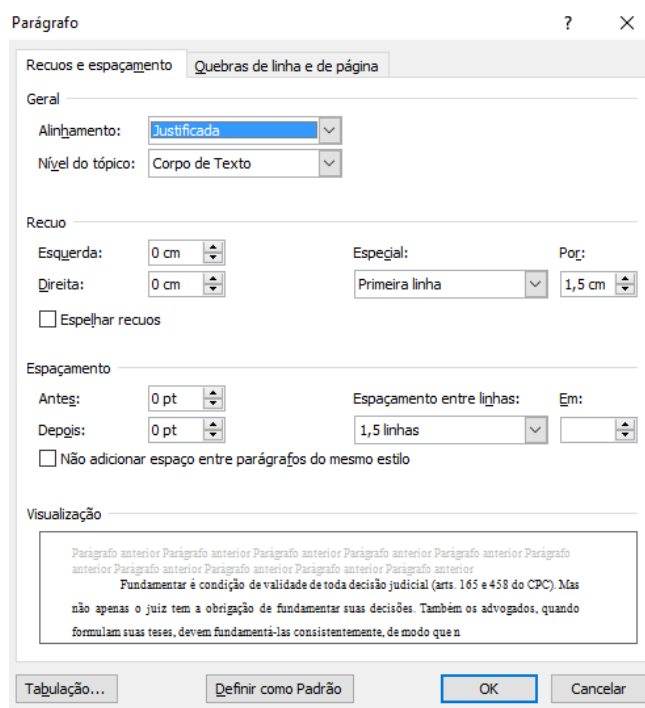 Parágrafo ?
Recuos e espaçamento Quebras de linha e de página
Geral
Alinhamento: Justificada
Nível do tópico: Corpo de Texto
Recuo
Esquerda: 0 cm Especial: Por:
Direita: 0 cm Primeira linha 1,5 cm
Espelhar recuos
Espaçamento
Antes: 0 pt Espaçamento entre linhas: Em:
Depois: 0 pt 1,5 linhas
Não adicionar espaço entre parágrafos do mesmo estilo
Visualização
Parágrafo anterior Parágrafo anterior Parágrafo anterior Parágrafo anterior Parágrafo anterior Parágrafo
anterior Parágrafo anterior Parágrafo anterior Parágrafo anterior Parágrafo anterior
Fundamentar é condição de validade de toda decisão judicial (arts. 165 e 458 do CPC). Mas
não apenas o juiz tem a obrigação de fundamentar suas decisões. Também os advogados, quando
formulam suas teses, devem fundamentá-las consistentemente, de modo que n
Tabulação... Definir como Padrão OK Cancelar